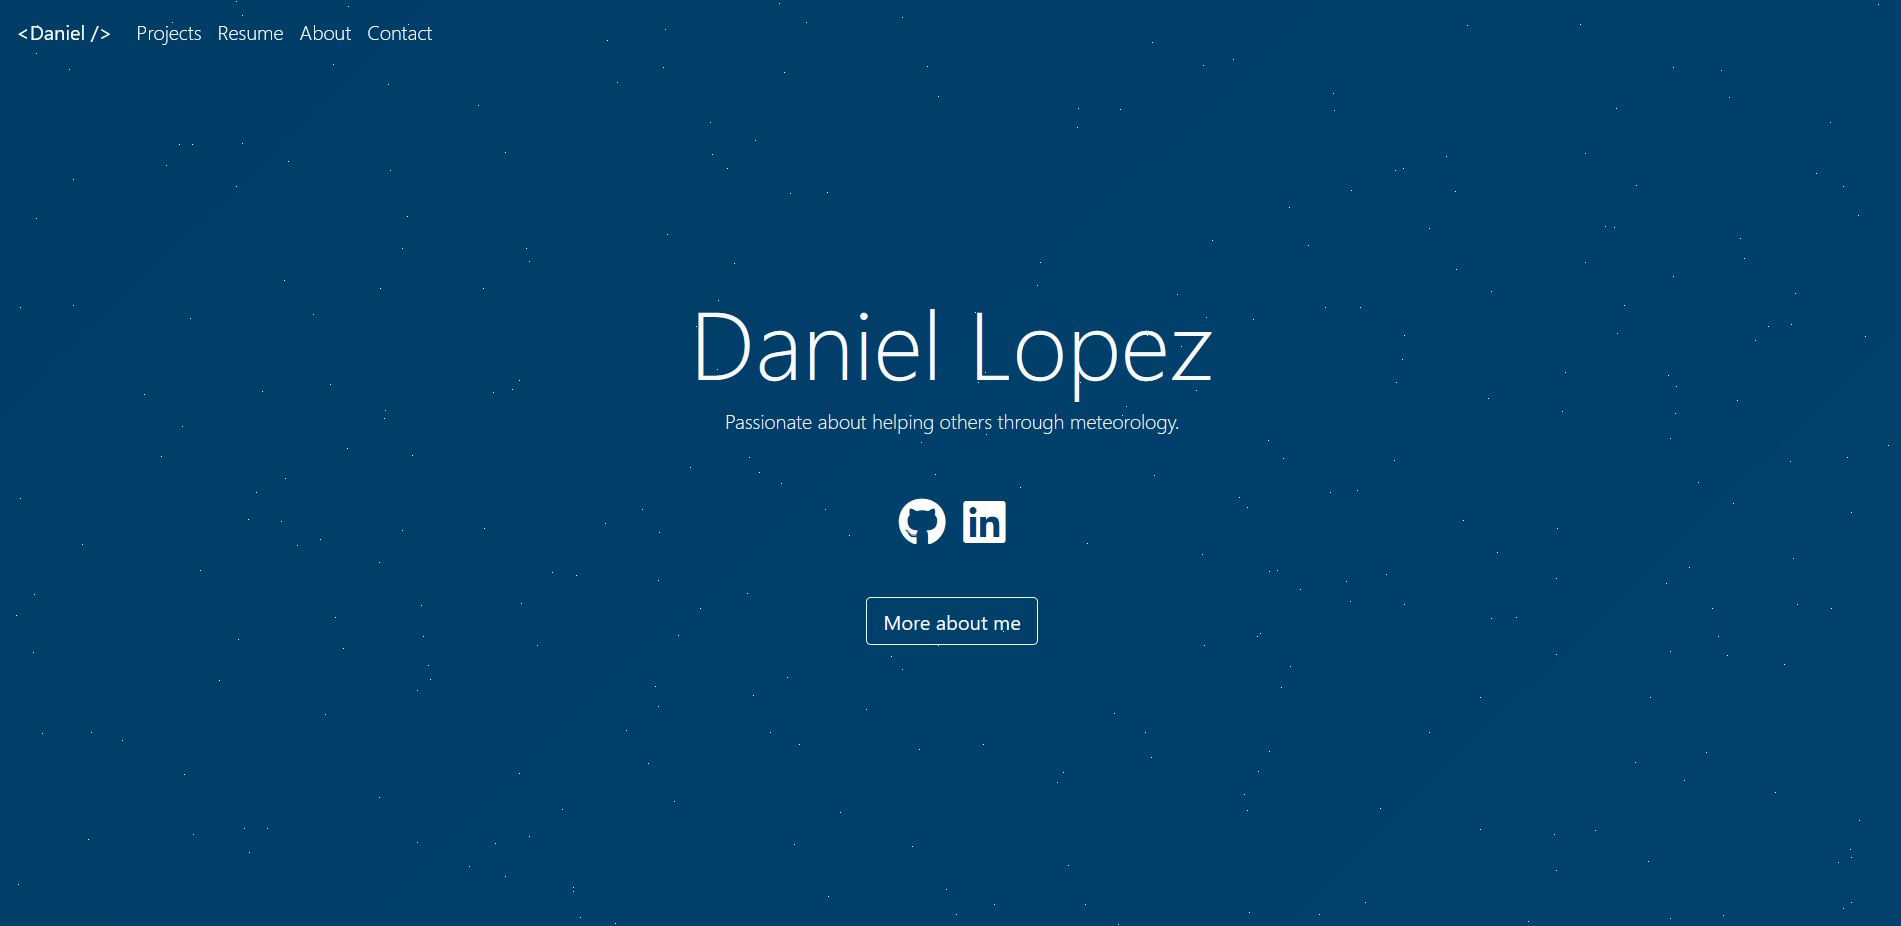 <Daniel /> Projects Resume About Contact
Daniel Lopez
Passionate about helping others through meteorology.
in
More about me